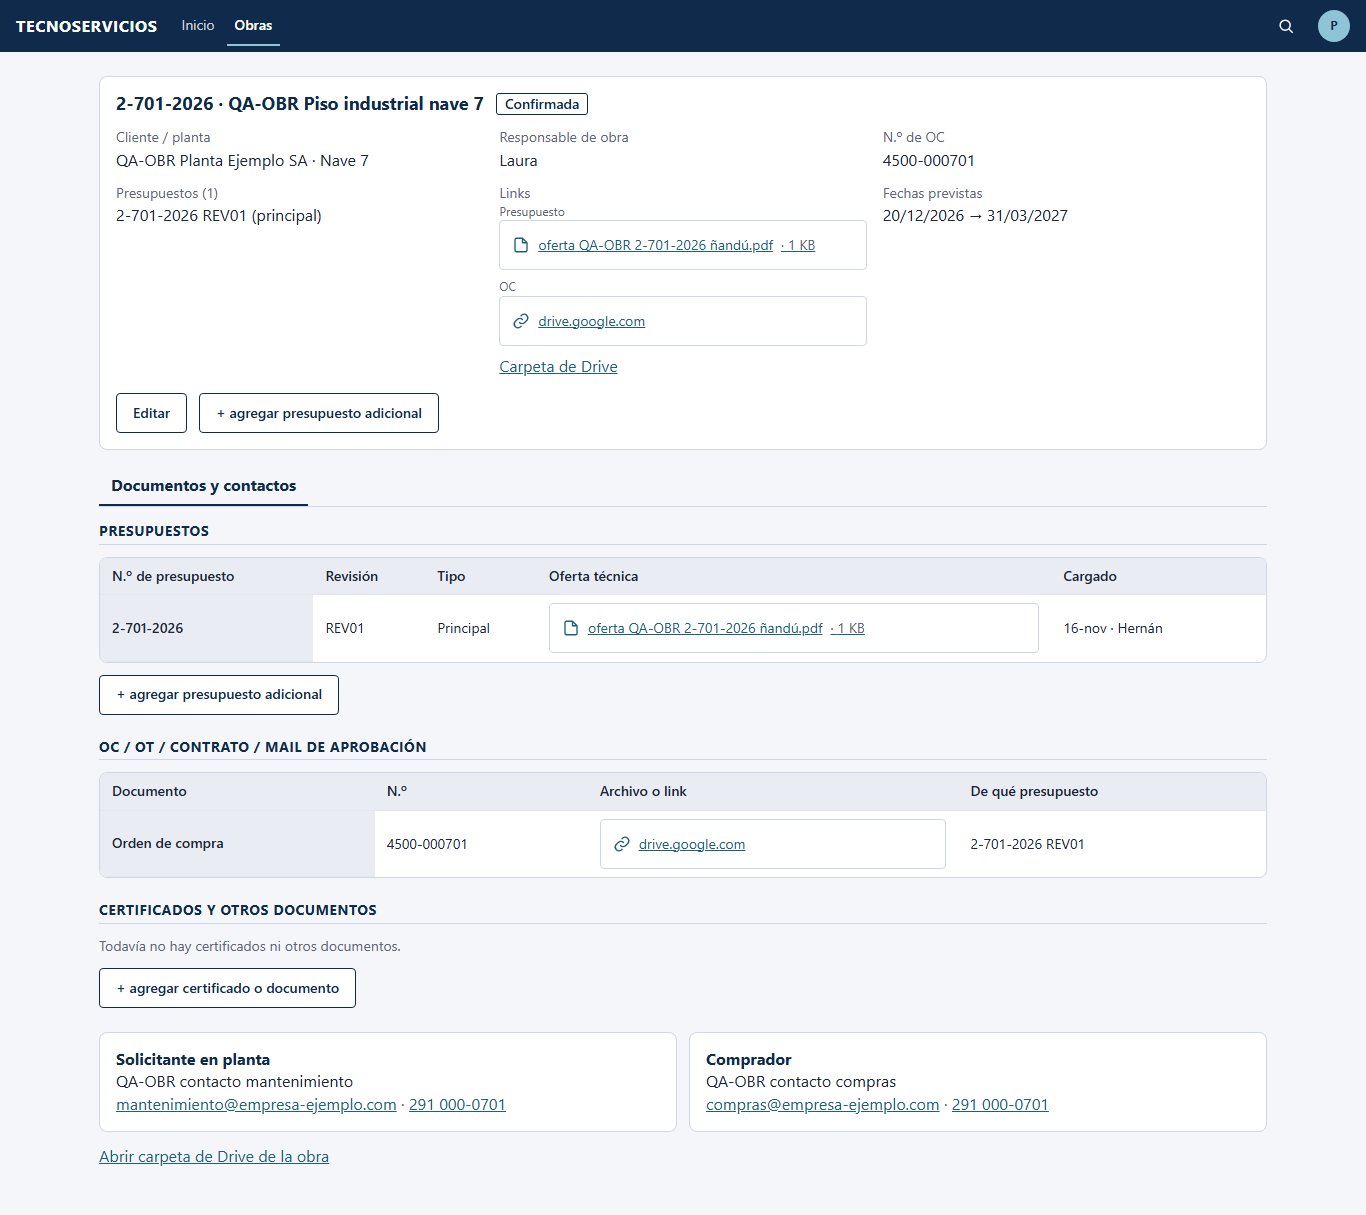 TECNOSERVICIOS Inicio Obras P
2-701-2026 · QA-OBR Piso industrial nave 7 Confirmada
Cliente / planta Responsable de obra N.º de OC
QA-OBR Planta Ejemplo SA · Nave 7 Laura 4500-000701
Presupuestos (1) Links Fechas previstas
2-701-2026 REV01 (principal) Presupuesto 20/12/2026 → 31/03/2027
oferta QA-OBR 2-701-2026 ñandú.pdf · 1 KB
OC
drive.google.com
Carpeta de Drive
Editar + agregar presupuesto adicional
Documentos y contactos
PRESUPUESTOS
N.º de presupuesto Revisión Tipo Oferta técnica Cargado
2-701-2026 REV01 Principal oferta QA-OBR 2-701-2026 ñandú.pdf · 1 KB 16-nov · Hernán
+ agregar presupuesto adicional
OC / OT / CONTRATO / MAIL DE APROBACIÓN
Documento N.º Archivo o link De qué presupuesto
Orden de compra 4500-000701 drive.google.com 2-701-2026 REV01
CERTIFICADOS Y OTROS DOCUMENTOS
Todavía no hay certificados ni otros documentos.
+ agregar certificado o documento
Solicitante en planta
QA-OBR contacto mantenimiento
mantenimiento@empresa-ejemplo.com · 291 000-0701
Comprador
QA-OBR contacto compras
compras@empresa-ejemplo.com · 291 000-0701
Abrir carpeta de Drive de la obra